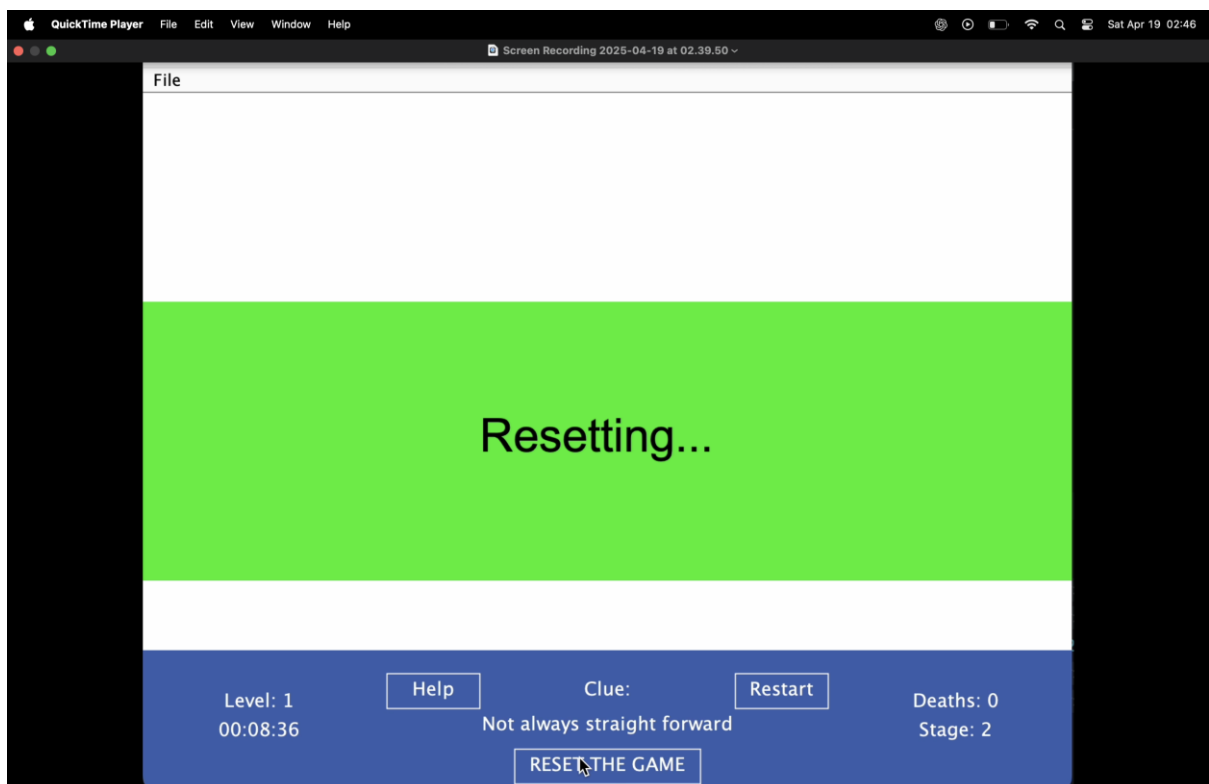 QuickTime Player File Edit View Window Help Sat Apr 19 02:46
Screen Recording 2025-04-19 at 02.39.50
File
Resetting...
Help Clue: Restart
Level: 1 Deaths: 0
Not always straight forward
00:08:36 Stage: 2
RESET THE GAME